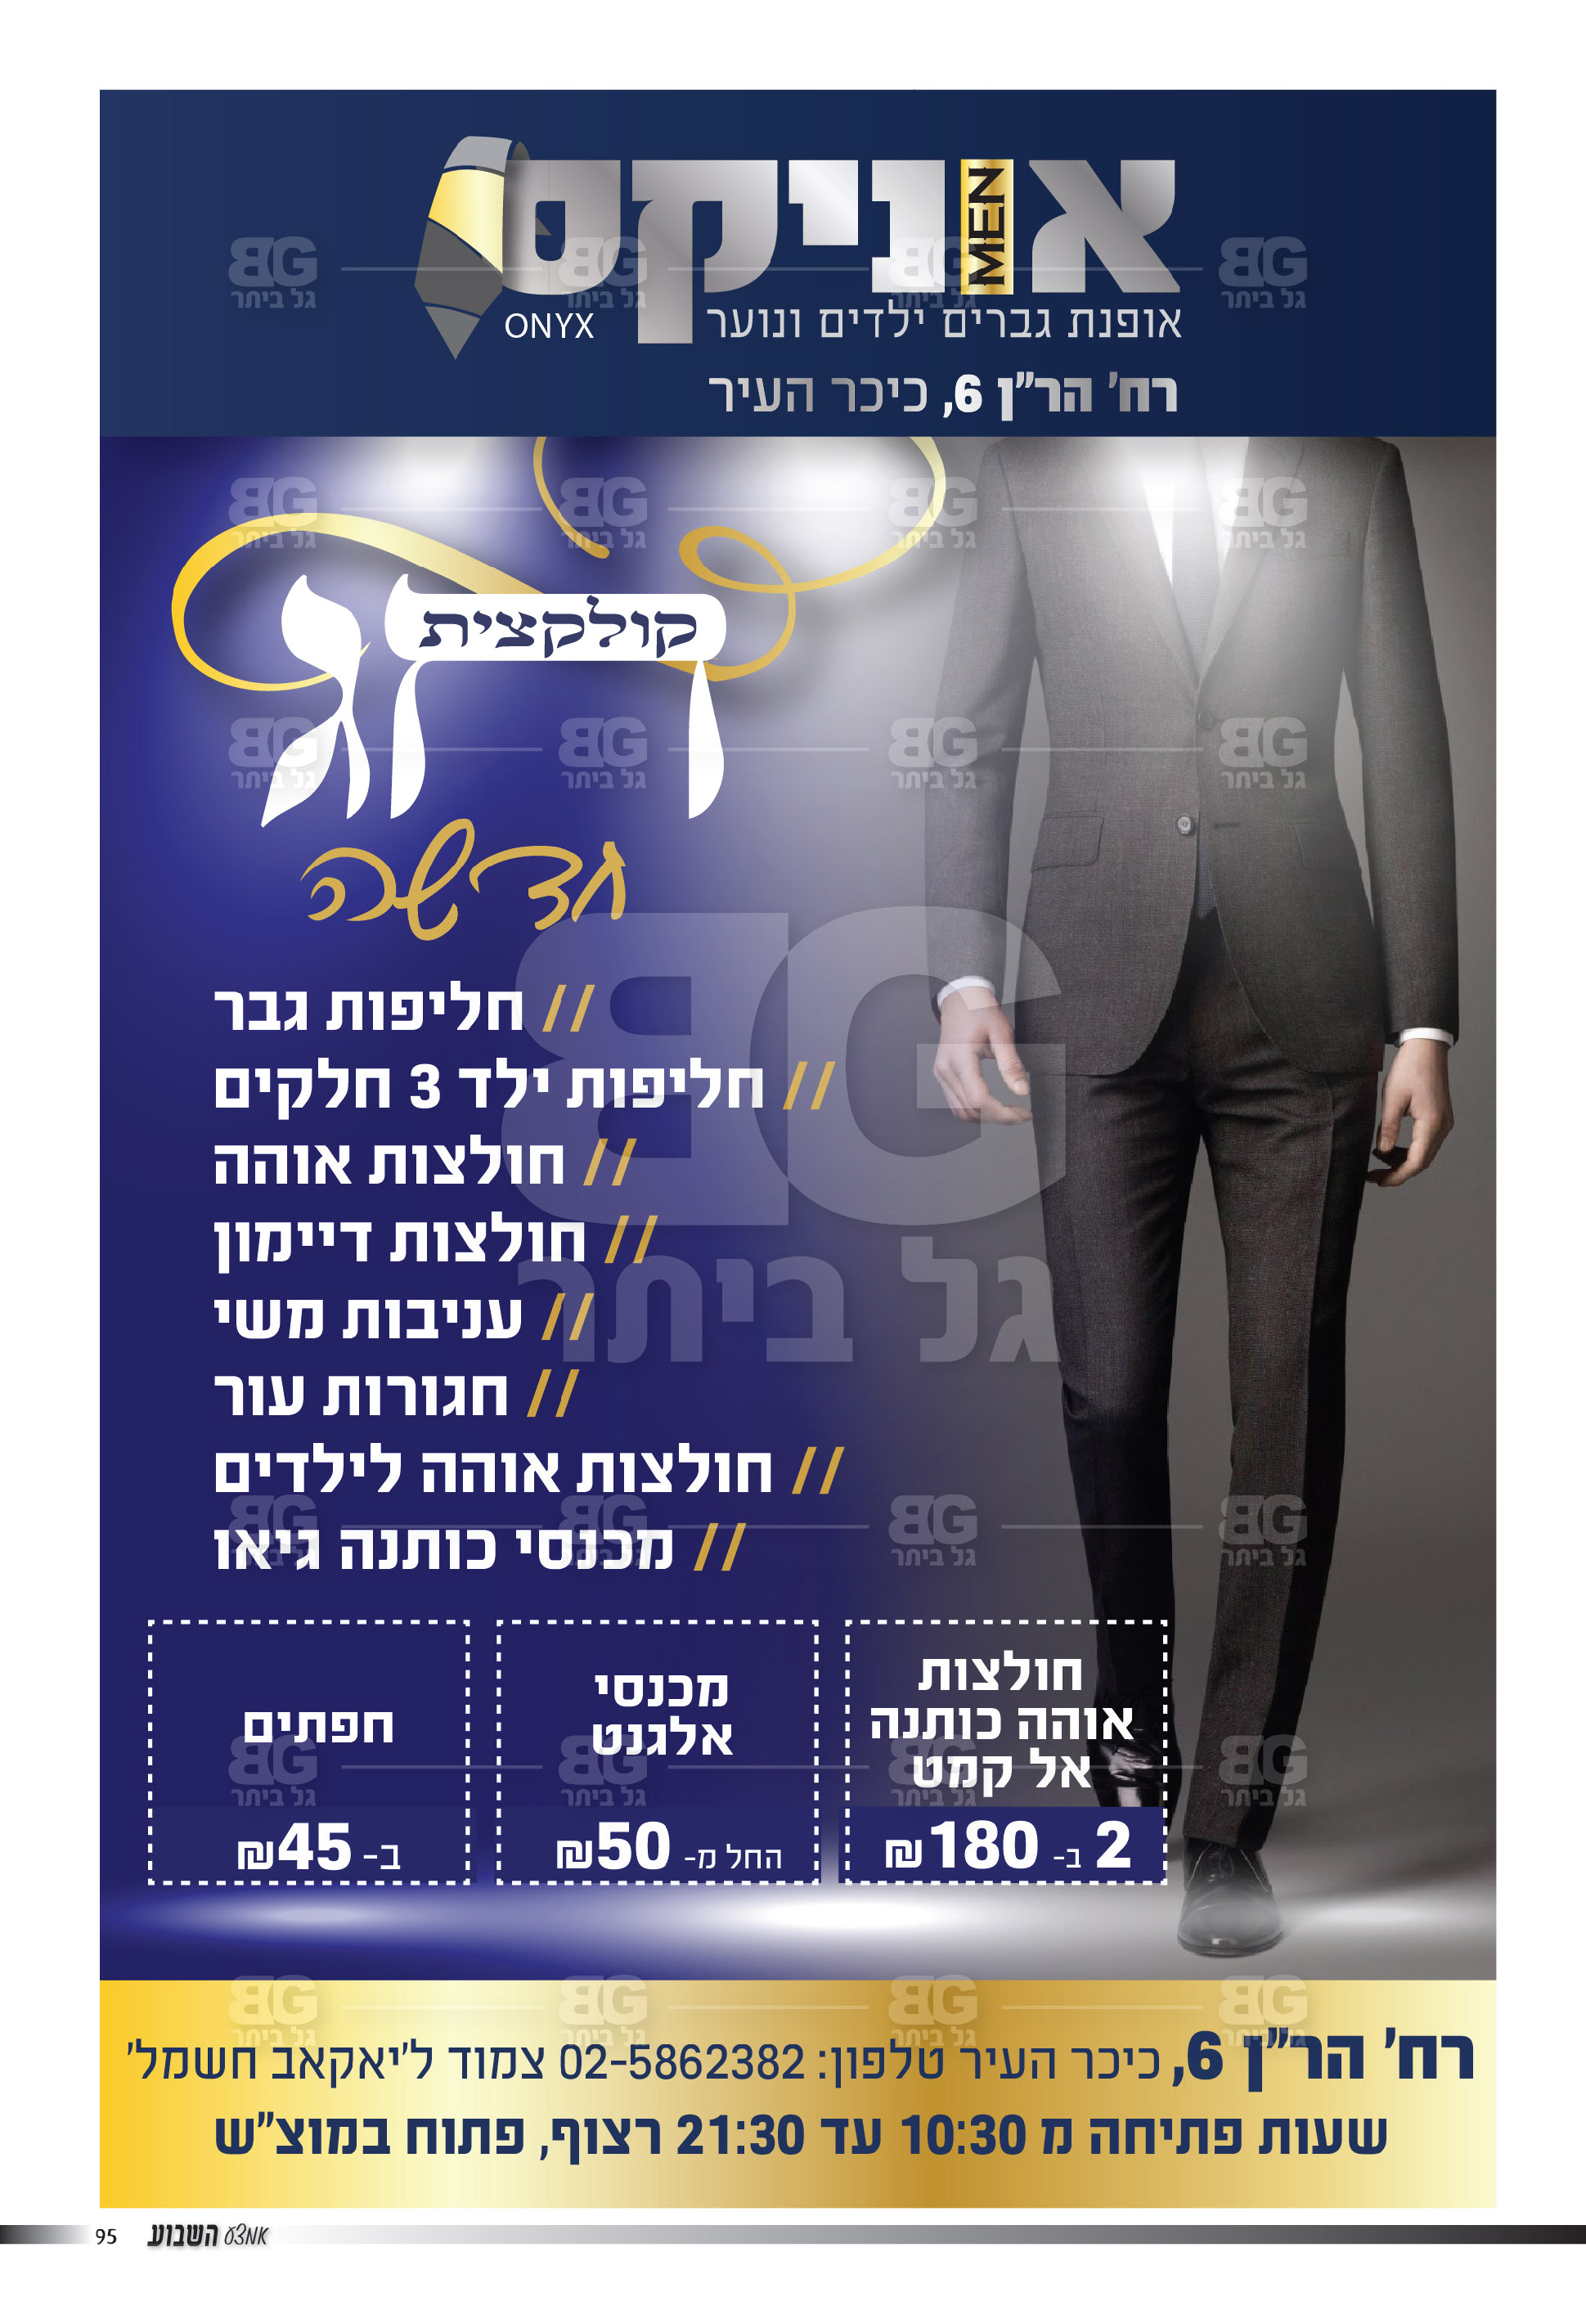 אוניקס
MEN
ONYX
אופנת גברים ילדים ונוער
רח' הר"ן 6, כיכר העיר
קולקצית
חג
חדשה
// חליפות גבר
// חליפות ילד 3 חלקים
// חולצות אוהה
// חולצות דיימון
// עניבות משי
// חגורות עור
// חולצות אוהה לילדים
// מכנסי כותנה גיאו
חולצות
אוהה כותנה
אל קמט
2 ב- 180₪
מכנסי
אלגנט
החל מ- 50₪
חפתים
ב- 45₪
BG
גל ביתר
רח' הר"ן 6, כיכר העיר טלפון: 02-5862382 צמוד ל'יאקאב חשמל'
שעות פתיחה מ 10:30 עד 21:30 רצוף, פתוח במוצ"ש
95 אמצע השבוע